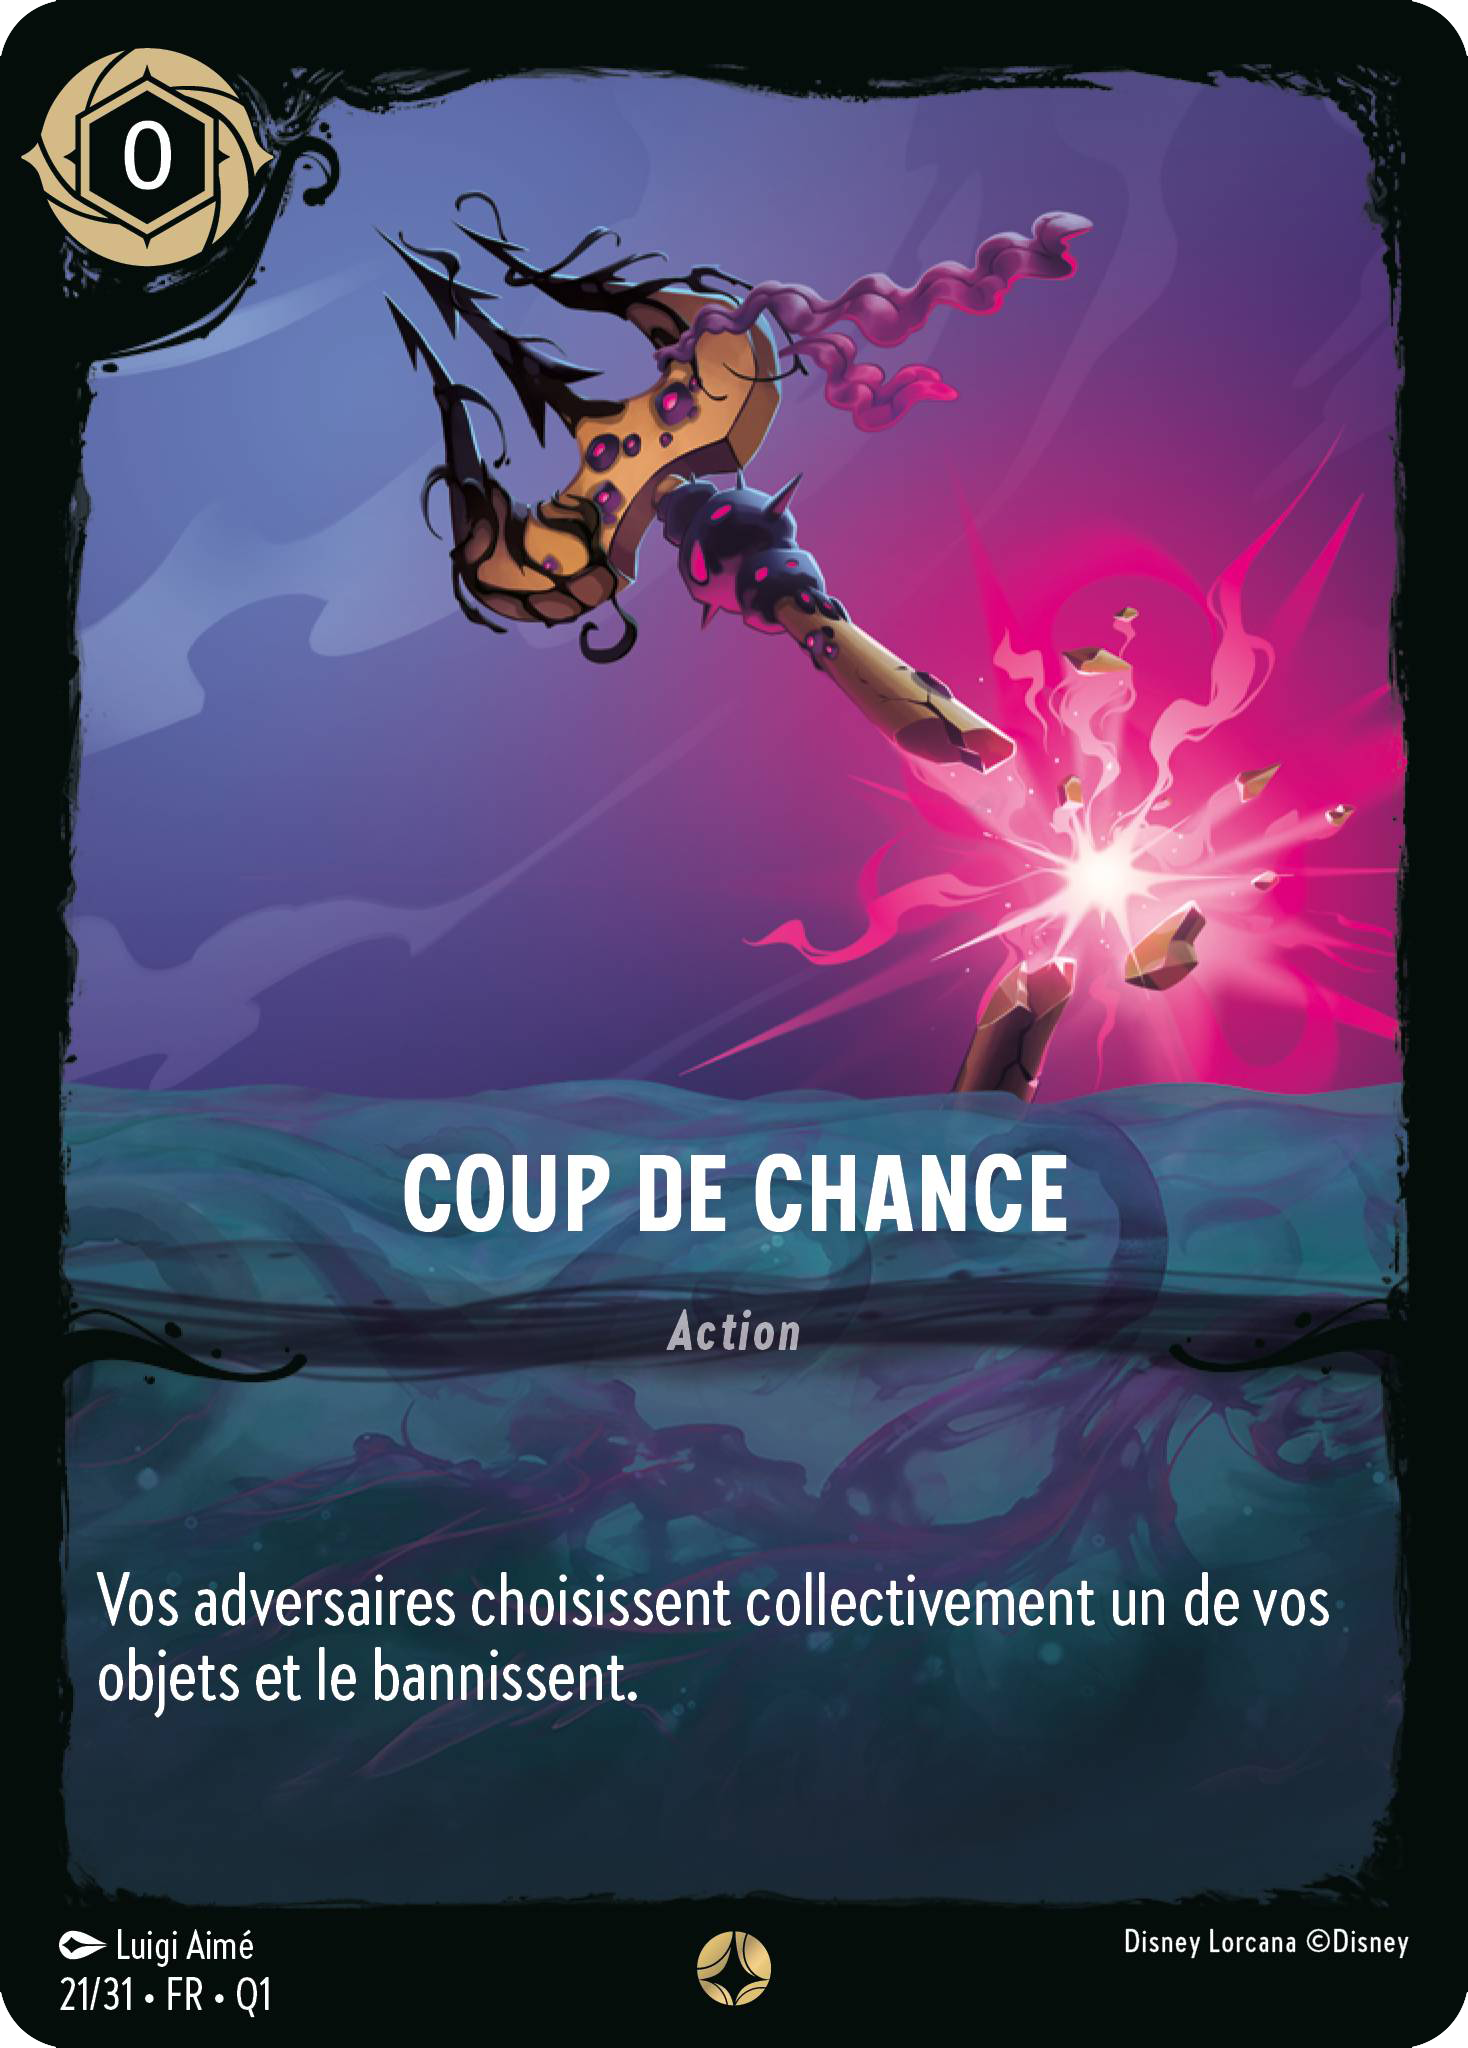 0
COUP DE CHANCE
Action
Vos adversaires choisissent collectivement un de vos
objets et le bannissent.
Luigi Aimé
Disney Lorcana ©Disney
21/31 • FR • Q1